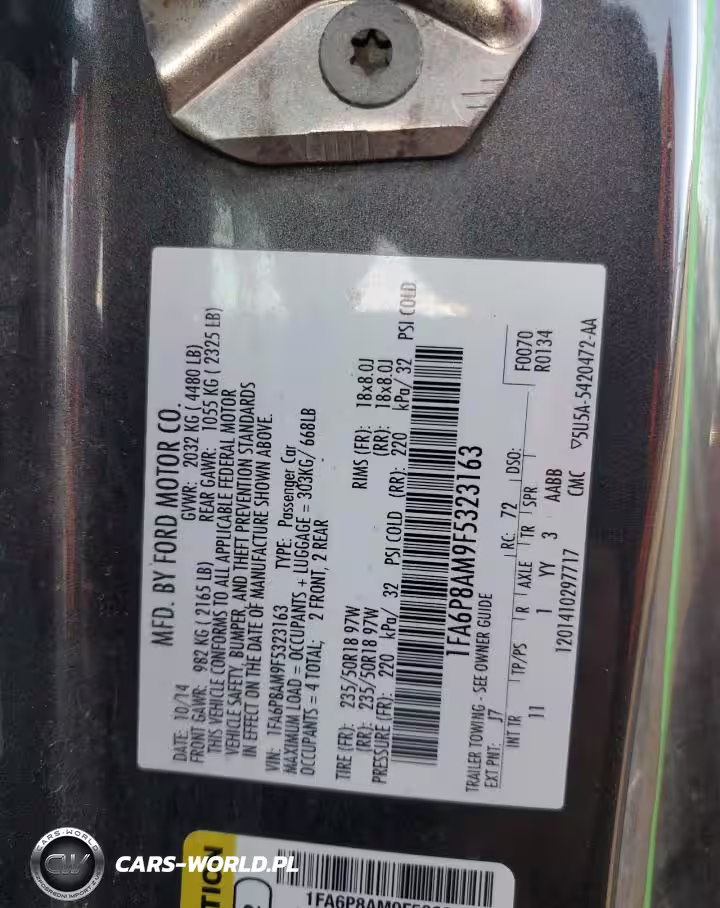 MFD. BY FORD MOTOR CO.
DATE: 10/14 GVWR: 2032 KG ( 4480 LB)
FRONT GAWR: 982 KG ( 2165 LB) REAR GAWR: 1055 KG ( 2325 LB)
THIS VEHICLE CONFORMS TO ALL APPLICABLE FEDERAL MOTOR
VEHICLE SAFETY, BUMPER, AND THEFT PREVENTION STANDARDS
IN EFFECT ON THE DATE OF MANUFACTURE SHOWN ABOVE.
VIN: 1FA6P8AM9F5323163 TYPE: Passenger Car
MAXIMUM LOAD = OCCUPANTS + LUGGAGE = 303KG/ 668LB
OCCUPANTS = 4 TOTAL; 2 FRONT, 2 REAR
TIRE (FR): 235/50R18 97W RIMS (FR): 18x8.0J
(RR): 235/50R18 97W (RR): 18x8.0J
PRESSURE (FR): 220 kPa/ 32 PSI COLD (RR): 220 kPa/ 32 PSI COLD
1FA6P8AM9F5323163
TRAILER TOWING - SEE OWNER GUIDE
EXT PNT: J7 RC: 72 DSO: F0070
R0134
INT TR TP/PS R AXLE TR SPR
11 1 YY 3 AABB
CMC ▽5U5A-5420472-AA
1201410297717
TION
CARS-WORLD
CW
CARS-WORLD.PL